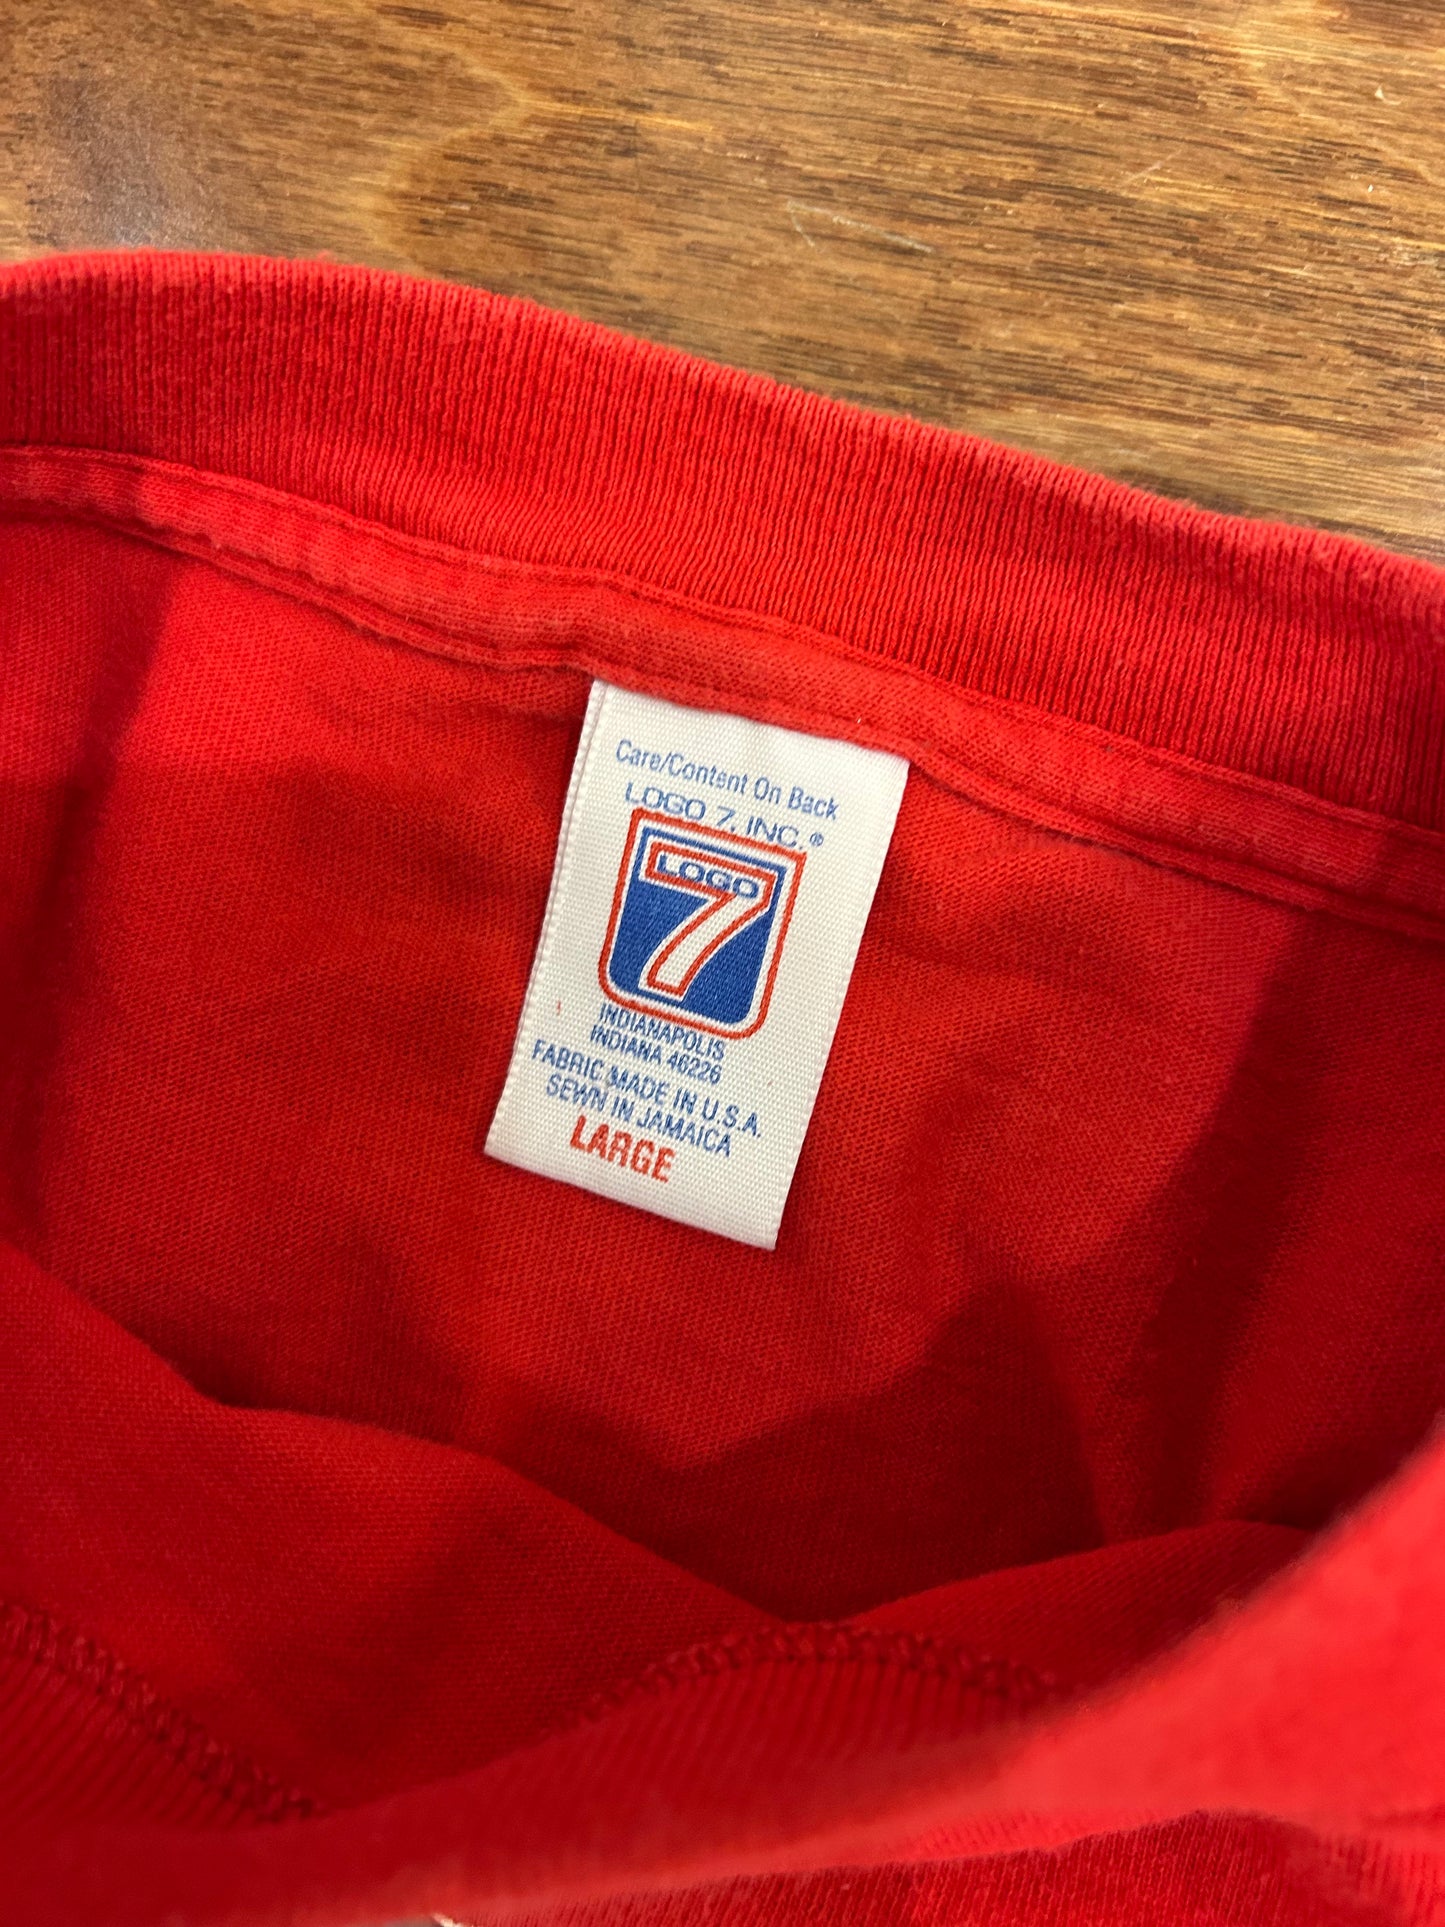 Care/Content On Back
LOGO 7, INC.®
LOGO
7
INDIANAPOLIS
INDIANA 46226
FABRIC MADE IN U.S.A.
SEWN IN JAMAICA
LARGE